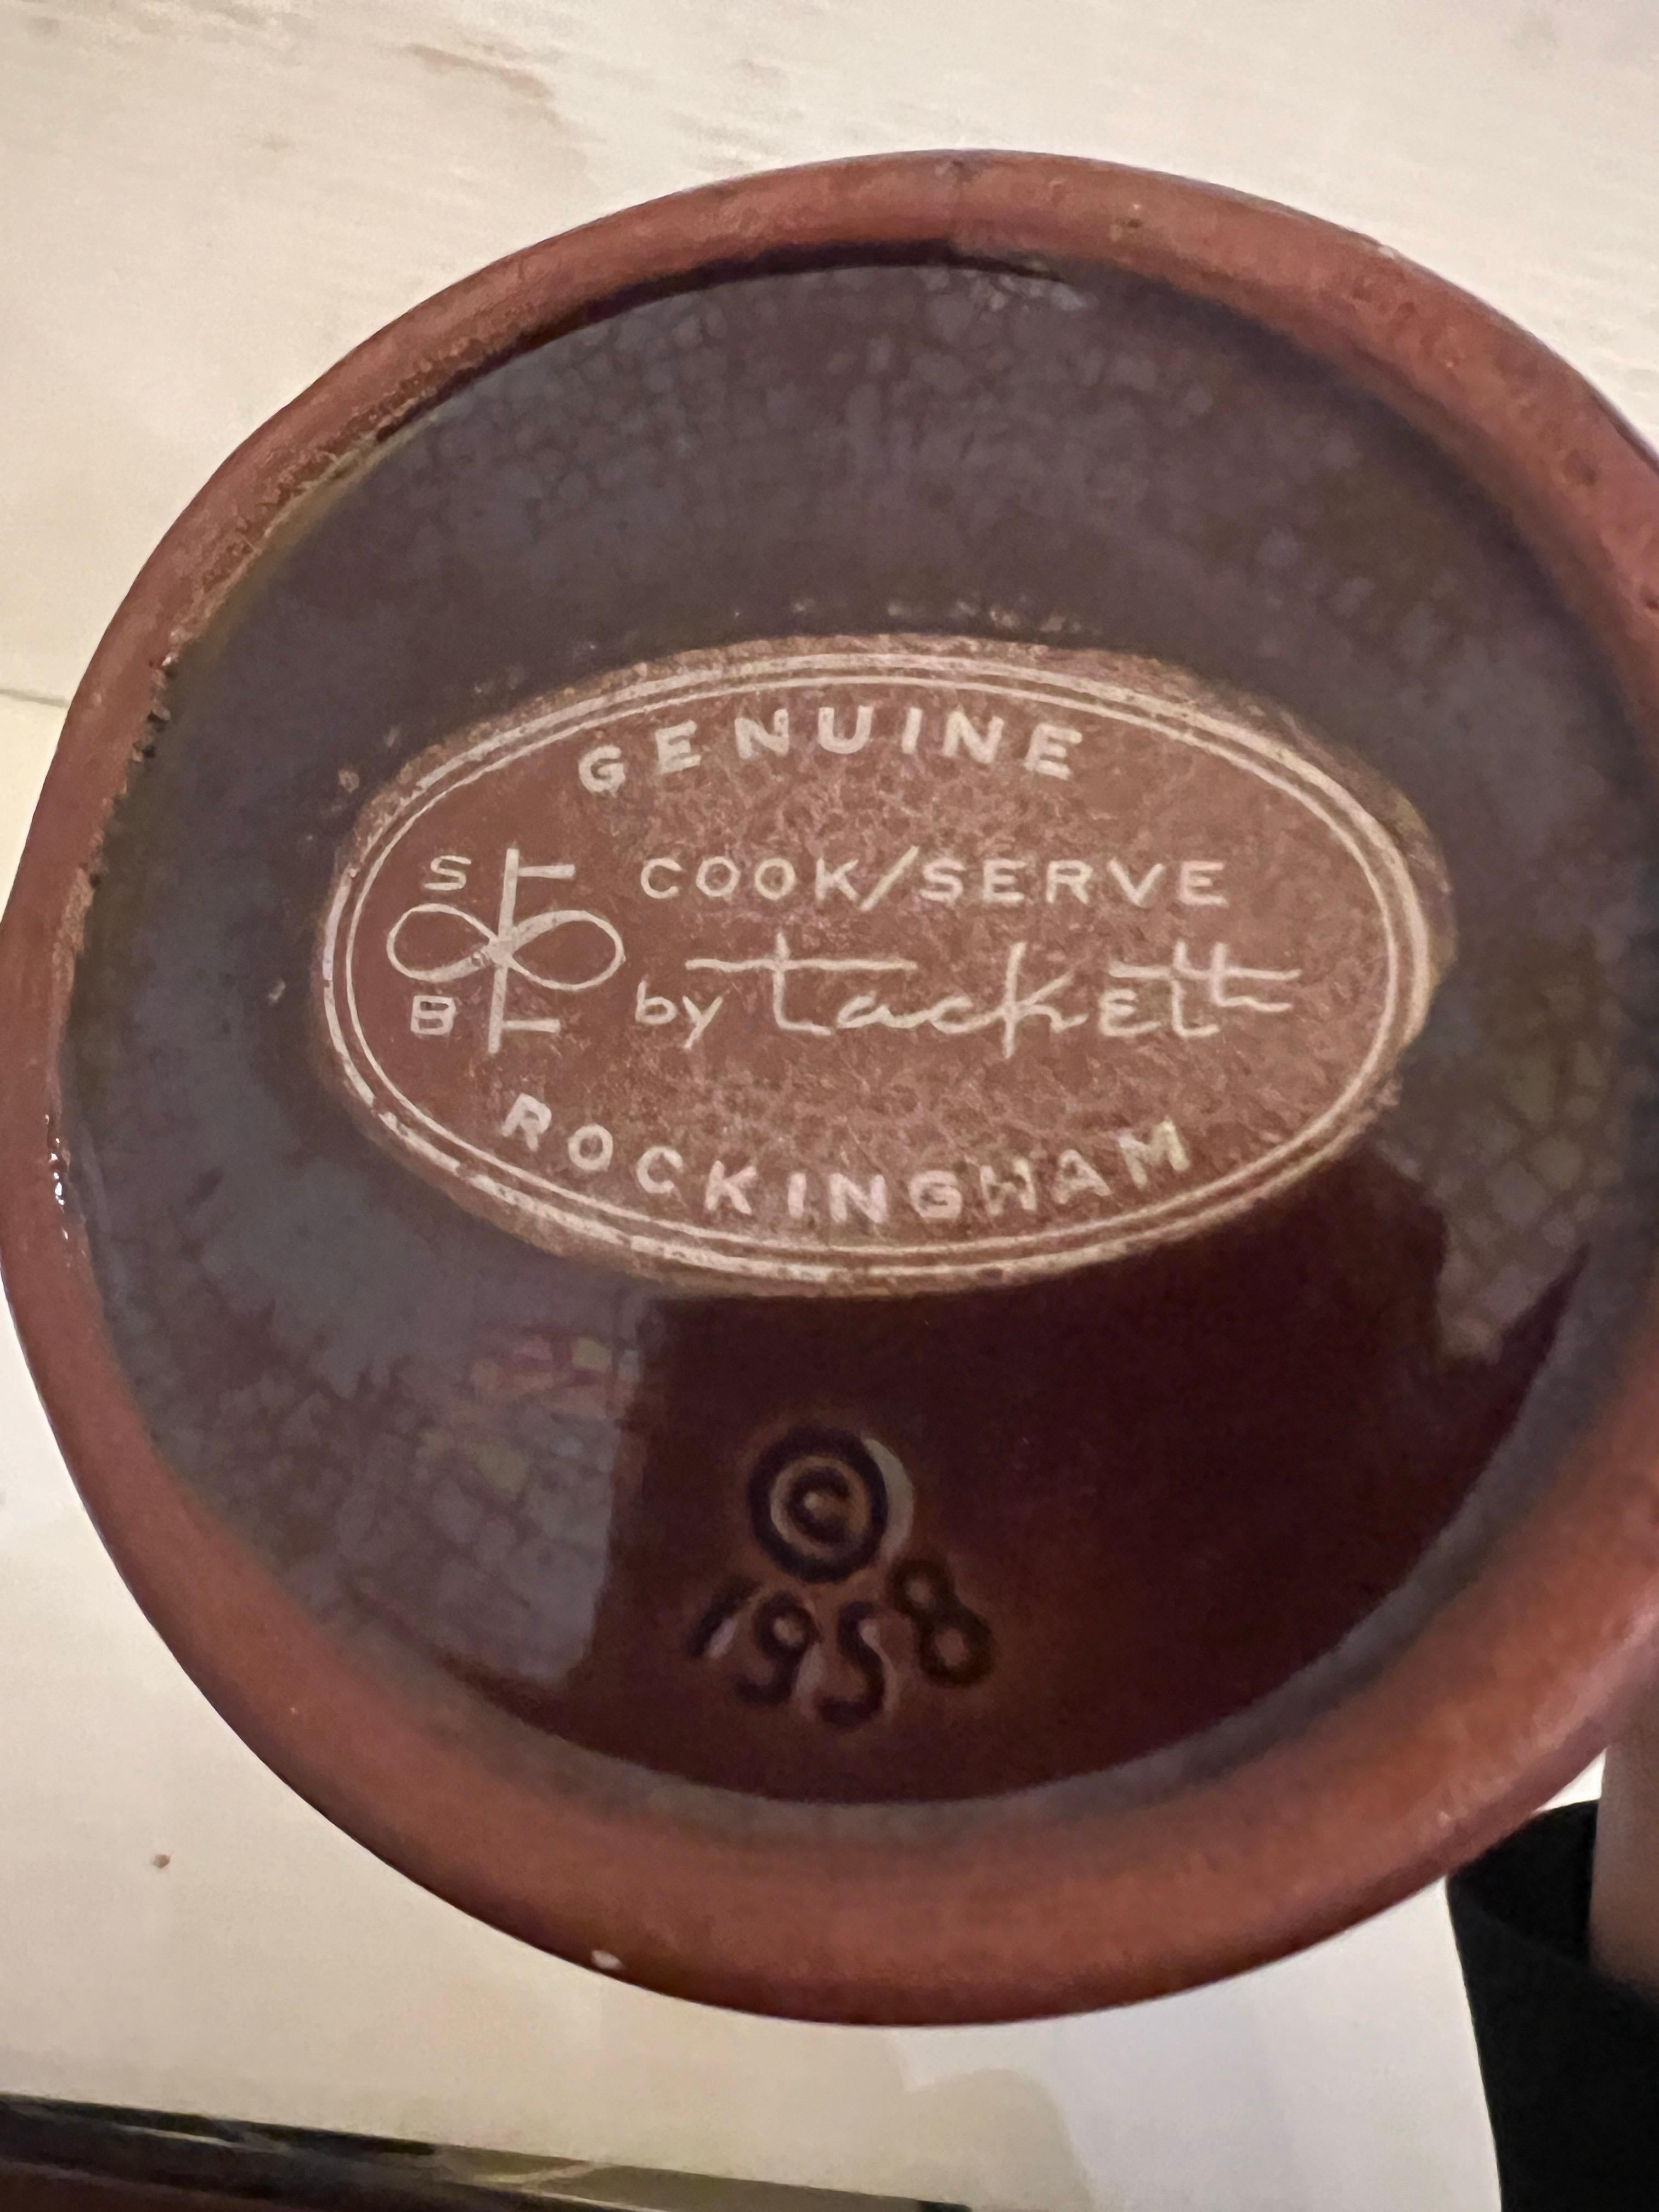 GENUINE
S
COOK/SERVE
by tackett
B
ROCKINGHAM
©
1958